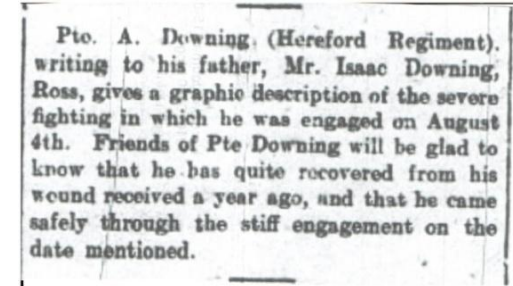 Pte. A. Downing (Hereford Regiment).
writing to his father, Mr. Isaac Downing,
Ross, gives a graphic description of the severe
fighting in which he was engaged on August
4th. Friends of Pte Downing will be glad to
know that he has quite recovered from his
wound received a year ago, and that he came
safely through the stiff engagement on the
date mentioned.